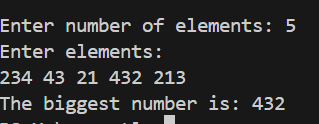 Enter number of elements: 5
Enter elements:
234 43 21 432 213
The biggest number is: 432